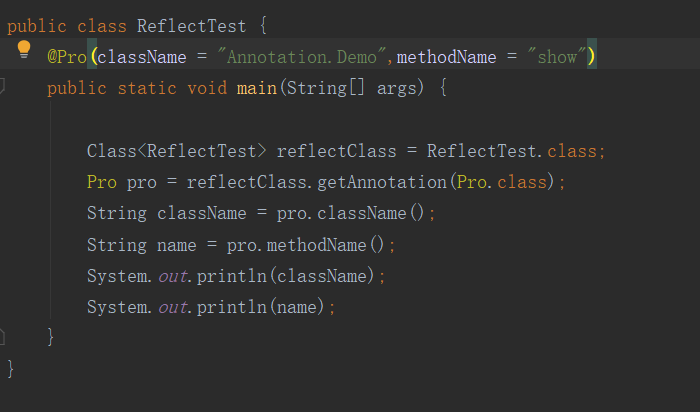 public class ReflectTest {
@Pro(className = "Annotation.Demo",methodName = "show")
public static void main(String[] args) {
Class<ReflectTest> reflectClass = ReflectTest.class;
Pro pro = reflectClass.getAnnotation(Pro.class);
String className = pro.className();
String name = pro.methodName();
System.out.println(className);
System.out.println(name);
}
}